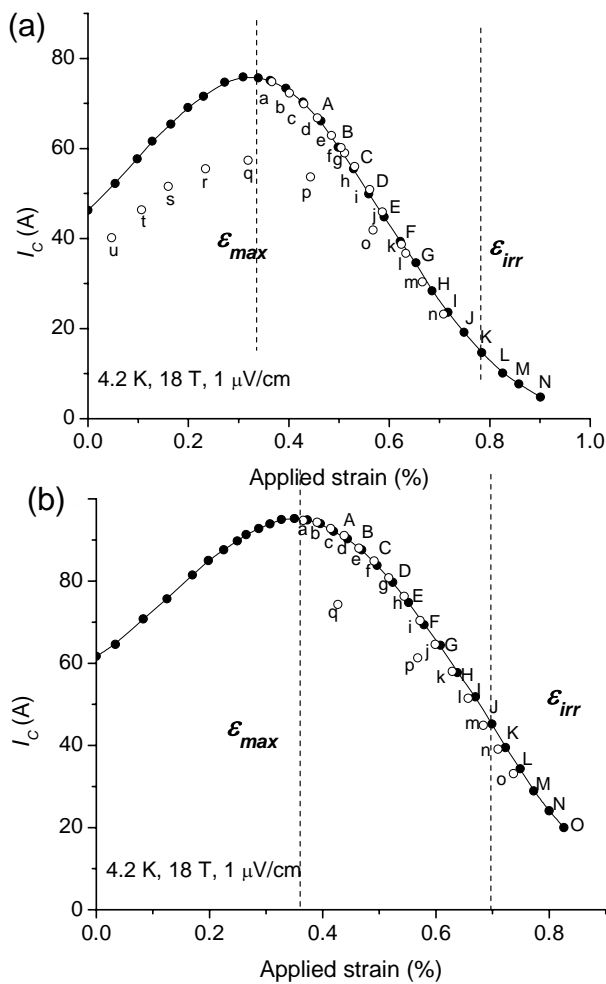 (a)
80
60
40
20
0
I_C (A)
a b c d e f g h i j k l m n o p q r s t u
A B C D E F G H I J K L M N
ε_max
ε_irr
4.2 K, 18 T, 1 μV/cm
0.0 0.2 0.4 0.6 0.8 1.0
Applied strain (%)
(b)
100
80
60
40
20
0
I_C (A)
a b c d e f g h i j k l m n o p q
A B C D E F G H I J K L M N O
ε_max
ε_irr
4.2 K, 18 T, 1 μV/cm
0.0 0.2 0.4 0.6 0.8
Applied strain (%)